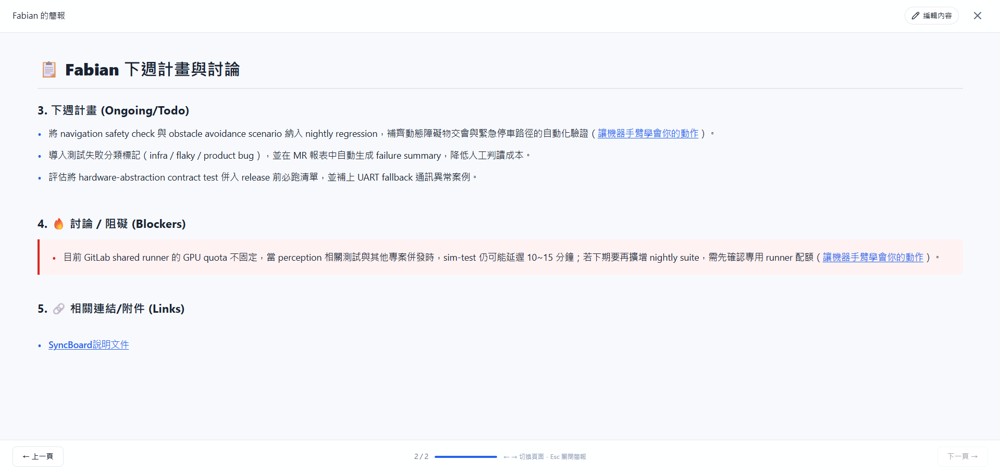 Fabian 的簡報
編輯內容
Fabian 下週計畫與討論
3. 下週計畫 (Ongoing/Todo)
• 將 navigation safety check 與 obstacle avoidance scenario 納入 nightly regression，補齊動態障礙物交會與緊急停車路徑的自動化驗證（讓機器手臂學會你的動作）。
• 導入測試失敗分類標記（infra / flaky / product bug），並在 MR 報表中自動生成 failure summary，降低人工判讀成本。
• 評估將 hardware-abstraction contract test 併入 release 前必跑清單，並補上 UART fallback 通訊異常案例。
4. 🔥 討論 / 阻礙 (Blockers)
• 目前 GitLab shared runner 的 GPU quota 不固定，當 perception 相關測試與其他專案併發時，sim-test 仍可能延遲 10~15 分鐘；若下期要再擴增 nightly suite，需先確認專用 runner 配額（讓機器手臂學會你的動作）。
5. 🔗 相關連結/附件 (Links)
• SyncBoard說明文件
← 上一頁
2 / 2
←→ 切換頁面 · Esc 關閉簡報
下一頁 →